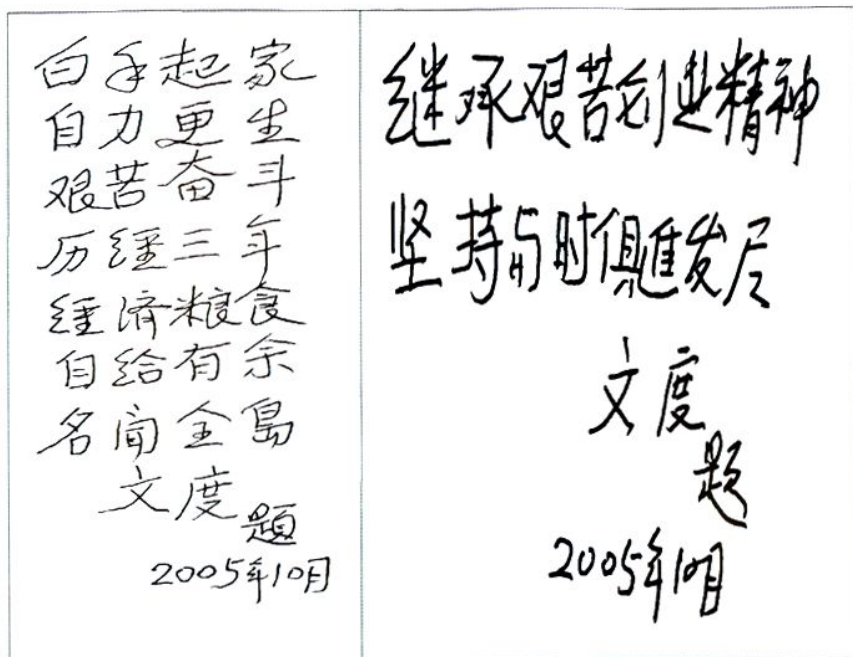 白手起家
自力更生
艰苦奋斗
历经三年
经济粮食
自给有余
名闻全岛
文度
题
2005年10月
继承艰苦创业精神
坚持与时俱进发展
文度
题
2005年10月